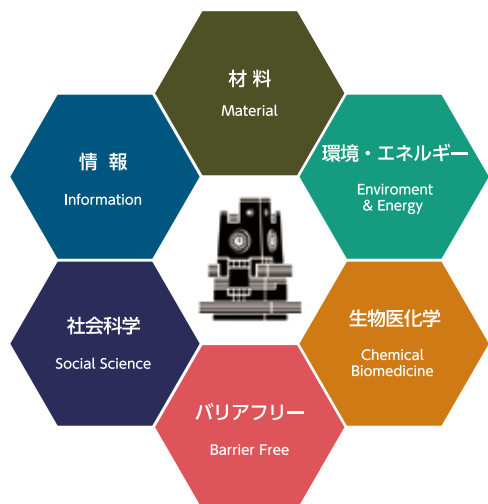 材料
Material
環境・エネルギー
Enviroment
& Energy
生物医化学
Chemical
Biomedicine
バリアフリー
Barrier Free
社会科学
Social Science
情報
Information